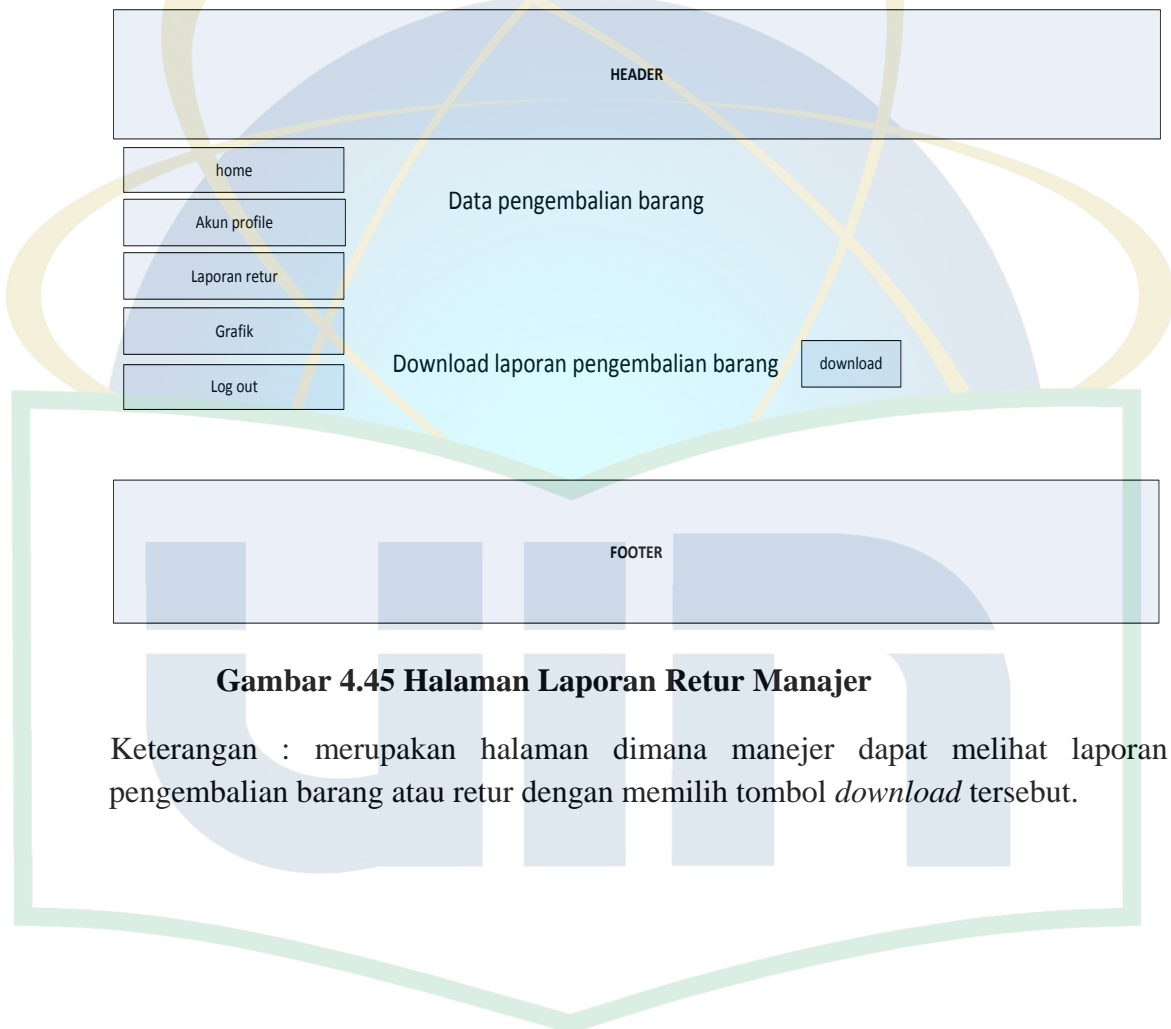 HEADER
home
Akun profile
Laporan retur
Grafik
Log out
Data pengembalian barang
Download laporan pengembalian barang
download
FOOTER
Gambar 4.45 Halaman Laporan Retur Manajer
Keterangan : merupakan halaman dimana manejer dapat melihat laporan
pengembalian barang atau retur dengan memilih tombol download tersebut.
uin